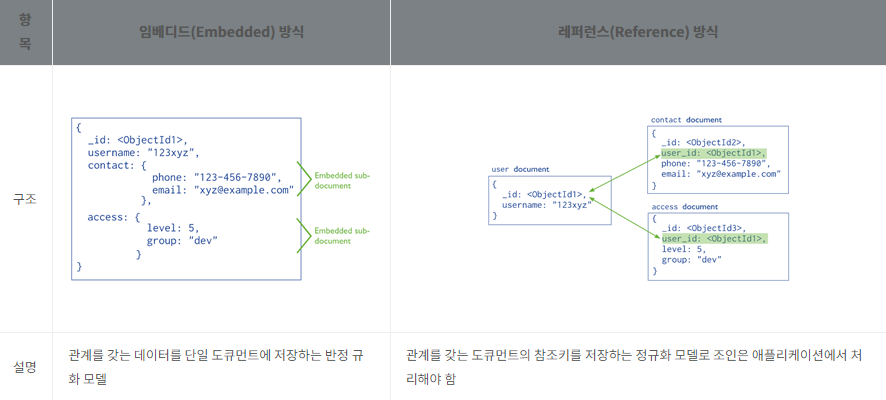 항
목
임베디드(Embedded) 방식
레퍼런스(Reference) 방식
구조
{
_id: <ObjectId1>,
username: "123xyz",
contact: {
phone: "123-456-7890",
email: "xyz@example.com"
},
access: {
level: 5,
group: "dev"
}
}
Embedded sub-
document
Embedded sub-
document
user document
{
_id: <ObjectId1>,
username: "123xyz"
}
contact document
{
_id: <ObjectId2>,
user_id: <ObjectId1>,
phone: "123-456-7890",
email: "xyz@example.com"
}
access document
{
_id: <ObjectId3>,
user_id: <ObjectId1>,
level: 5,
group: "dev"
}
설명
관계를 갖는 데이터를 단일 도큐먼트에 저장하는 반정 규
화 모델
관계를 갖는 도큐먼트의 참조키를 저장하는 정규화 모델로 조인은 애플리케이션에서 처
리해야 함